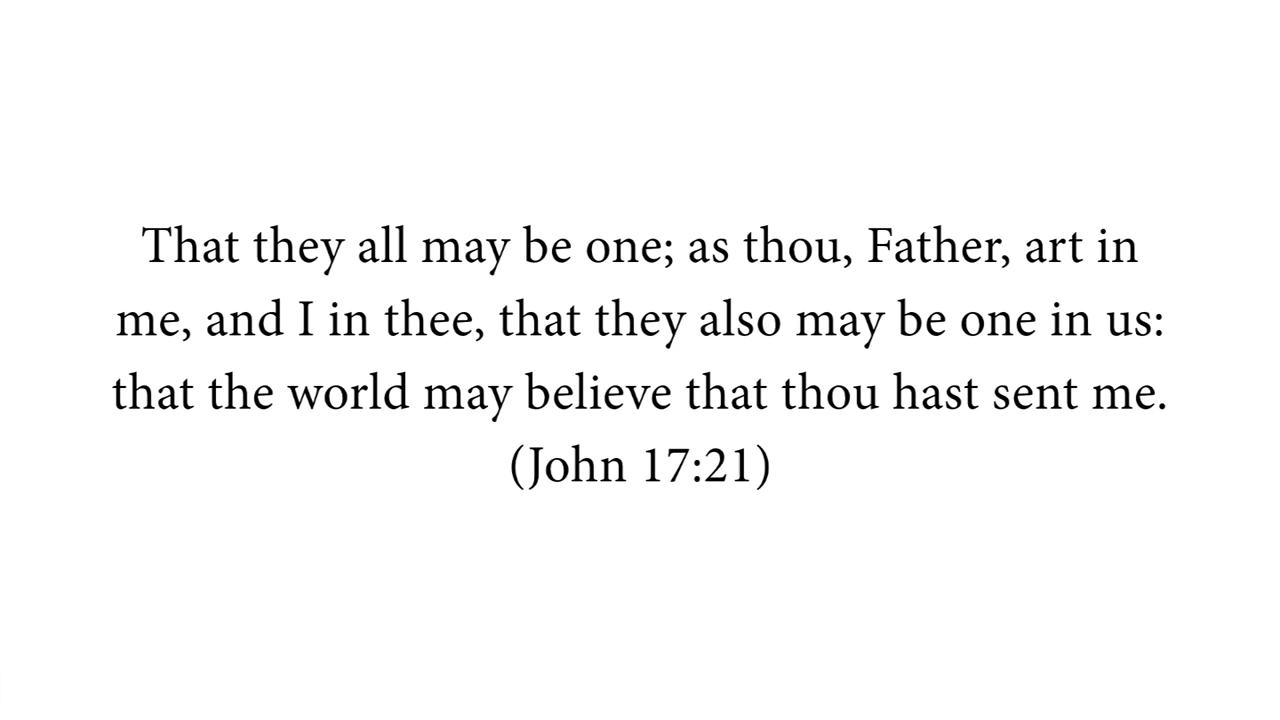 That they all may be one; as thou, Father, art in
me, and I in thee, that they also may be one in us:
that the world may believe that thou hast sent me.
(John 17:21)